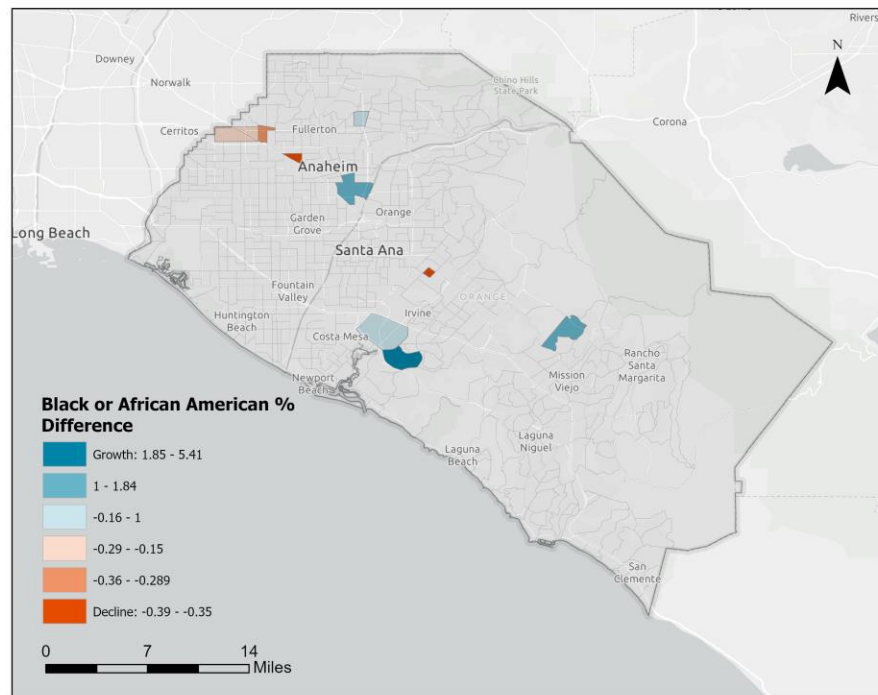 Rivers
Downey
Norwalk
N
Chino Hills
State Park
Corona
Cerritos
Fullerton
Anaheim
Garden
Grove
Orange
Long Beach
Santa Ana
Fountain
Valley
ORANGE
Huntington
Beach
Irvine
Costa Mesa
Newport
Beach
Mission
Viejo
Rancho
Santa
Margarita
Laguna
Beach
Laguna
Niguel
San
Clemente
Black or African American %
Difference
Growth: 1.85 - 5.41
1 - 1.84
-0.16 - 1
-0.29 - -0.15
-0.36 - -0.289
Decline: -0.39 - -0.35
0 7 14
Miles